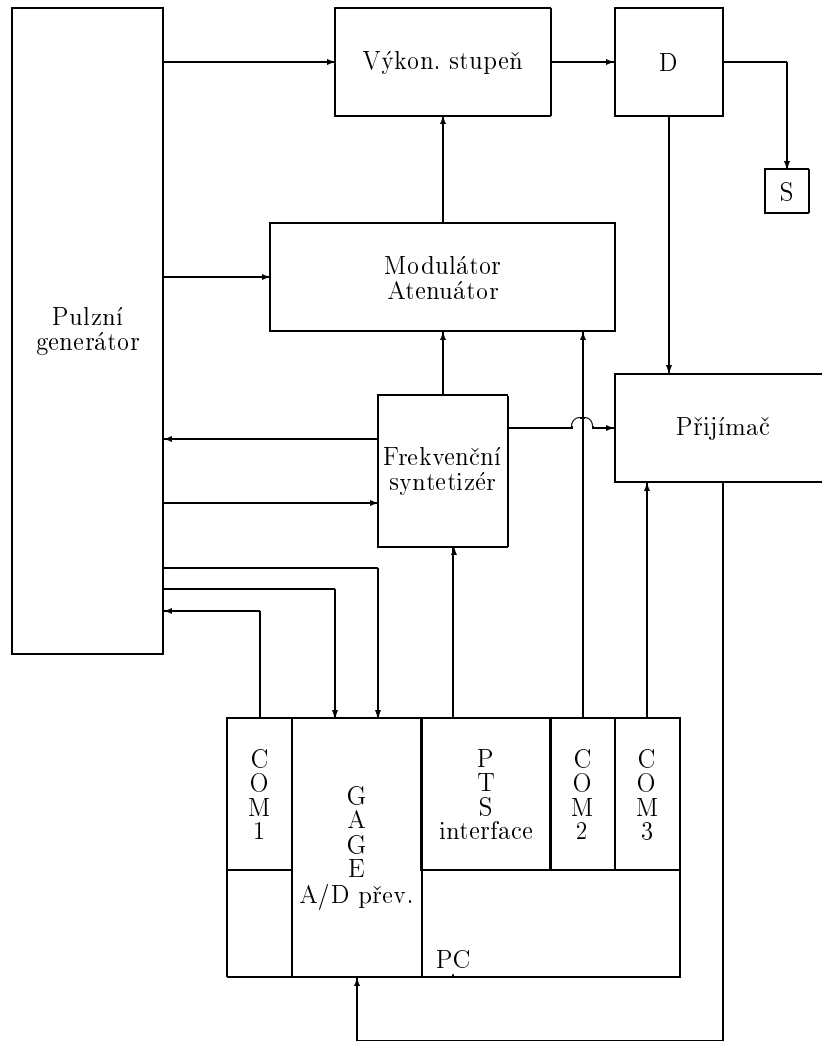 Výkon. stupeň
D
S
Modulátor
Atenuátor
Pulzní
generátor
Přijímač
Frekvenční
syntetizér
C
O
M
1
G
A
G
E
A/D přev.
P
T
S
interface
C
O
M
2
C
O
M
3
PC